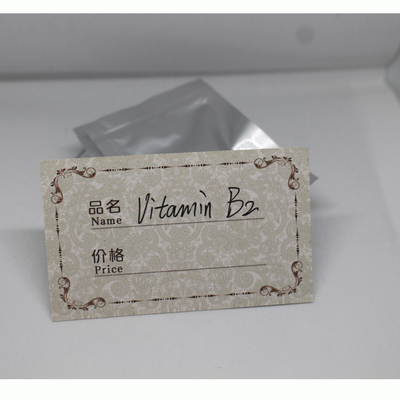 品名 Vitamin B2
Name
价格
Price